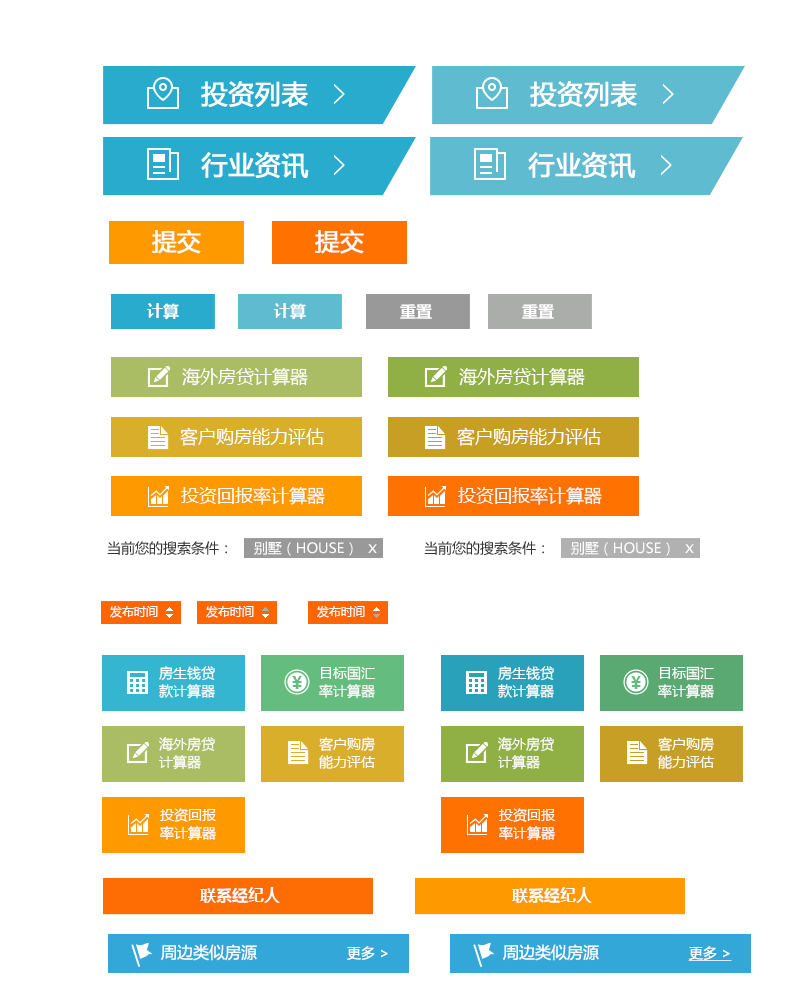 投资列表 投资列表
行业资讯 行业资讯
提交 提交
计算 计算 重置 重置
海外房贷计算器 海外房贷计算器
客户购房能力评估 客户购房能力评估
投资回报率计算器 投资回报率计算器
当前您的搜索条件： 别墅（HOUSE） X 当前您的搜索条件： 别墅（HOUSE） X
发布时间 发布时间 发布时间
房生钱贷
款计算器
目标国汇
率计算器
房生钱贷
款计算器
目标国汇
率计算器
海外房贷
计算器
客户购房
能力评估
海外房贷
计算器
客户购房
能力评估
投资回报
率计算器
投资回报
率计算器
联系经纪人 联系经纪人
周边类似房源 更多 > 周边类似房源 更多 >